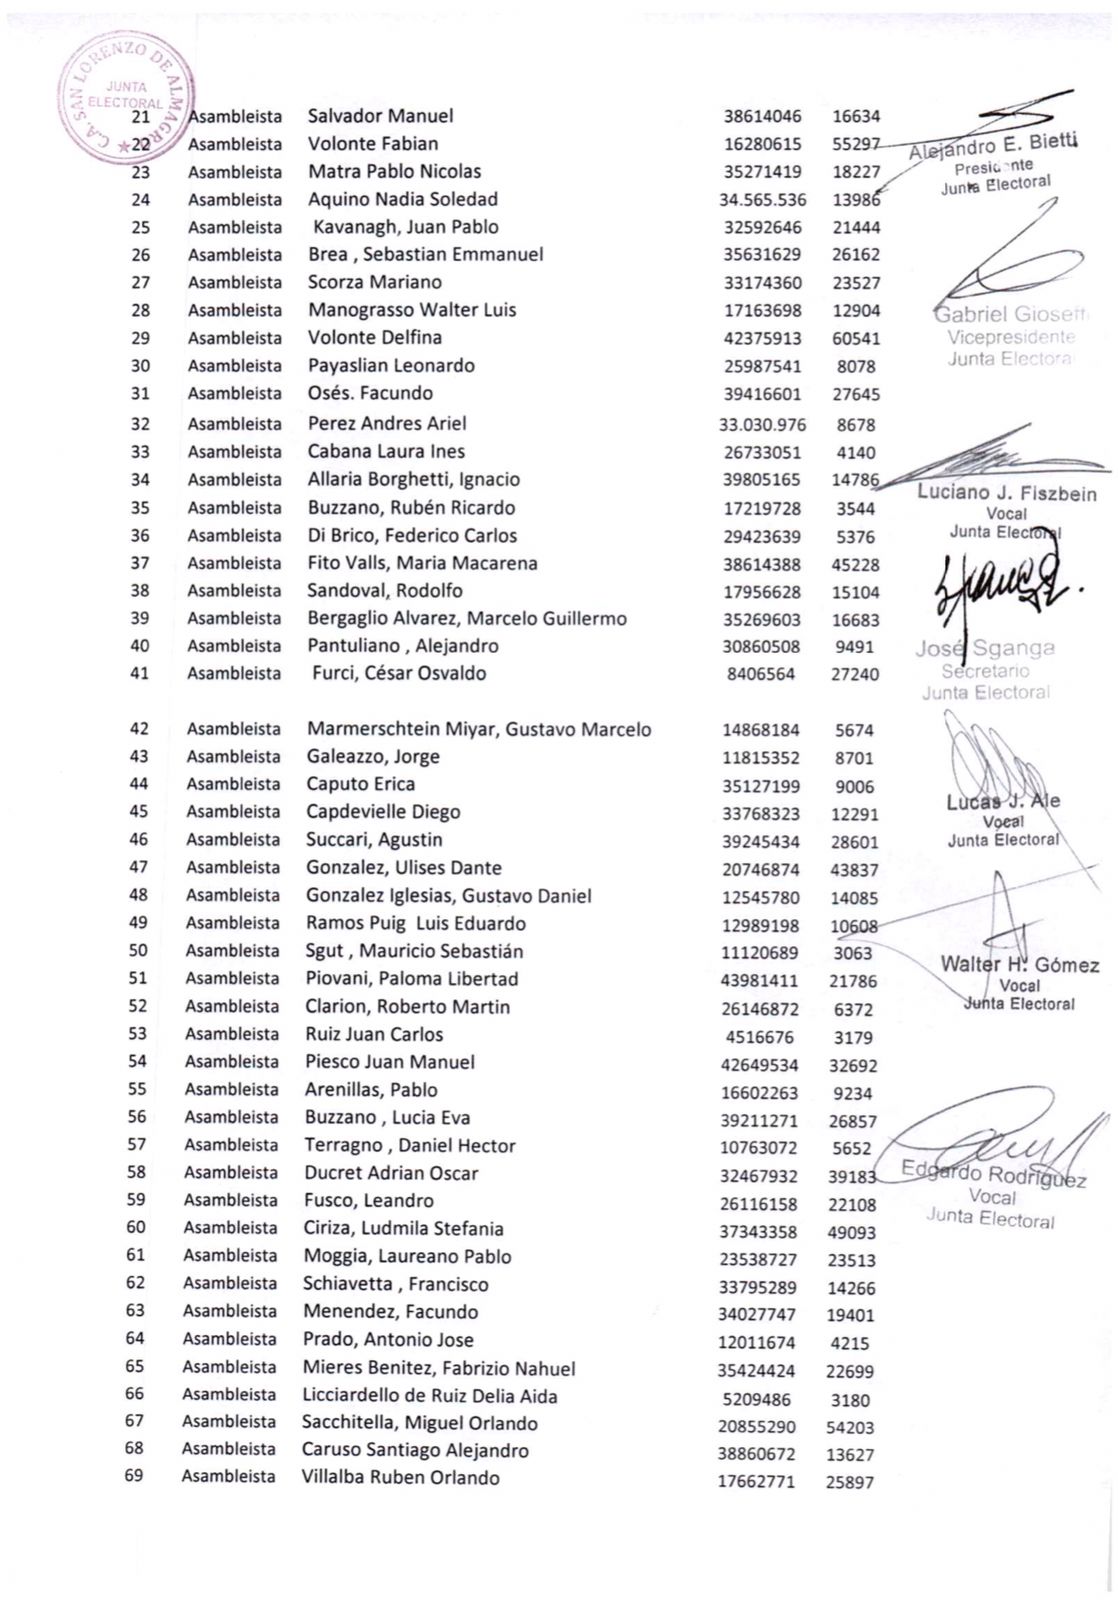 C.A. SAN LORENZO DE ALMAGRO
JUNTA
ELECTORAL
21 Asambleista Salvador Manuel 38614046 16634
22 Asambleista Volonte Fabian 16280615 55297
23 Asambleista Matra Pablo Nicolas 35271419 18227
24 Asambleista Aquino Nadia Soledad 34.565.536 13986
25 Asambleista Kavanagh, Juan Pablo 32592646 21444
26 Asambleista Brea , Sebastian Emmanuel 35631629 26162
27 Asambleista Scorza Mariano 33174360 23527
28 Asambleista Manograsso Walter Luis 17163698 12904
29 Asambleista Volonte Delfina 42375913 60541
30 Asambleista Payaslian Leonardo 25987541 8078
31 Asambleista Osés. Facundo 39416601 27645
32 Asambleista Perez Andres Ariel 33.030.976 8678
33 Asambleista Cabana Laura Ines 26733051 4140
34 Asambleista Allaria Borghetti, Ignacio 39805165 14786
35 Asambleista Buzzano, Rubén Ricardo 17219728 3544
36 Asambleista Di Brico, Federico Carlos 29423639 5376
37 Asambleista Fito Valls, Maria Macarena 38614388 45228
38 Asambleista Sandoval, Rodolfo 17956628 15104
39 Asambleista Bergaglio Alvarez, Marcelo Guillermo 35269603 16683
40 Asambleista Pantuliano , Alejandro 30860508 9491
41 Asambleista Furci, César Osvaldo 8406564 27240
42 Asambleista Marmerschtein Miyar, Gustavo Marcelo 14868184 5674
43 Asambleista Galeazzo, Jorge 11815352 8701
44 Asambleista Caputo Erica 35127199 9006
45 Asambleista Capdevielle Diego 33768323 12291
46 Asambleista Succari, Agustin 39245434 28601
47 Asambleista Gonzalez, Ulises Dante 20746874 43837
48 Asambleista Gonzalez Iglesias, Gustavo Daniel 12545780 14085
49 Asambleista Ramos Puig Luis Eduardo 12989198 10608
50 Asambleista Sgut , Mauricio Sebastián 11120689 3063
51 Asambleista Piovani, Paloma Libertad 43981411 21786
52 Asambleista Clarion, Roberto Martin 26146872 6372
53 Asambleista Ruiz Juan Carlos 4516676 3179
54 Asambleista Piesco Juan Manuel 42649534 32692
55 Asambleista Arenillas, Pablo 16602263 9234
56 Asambleista Buzzano , Lucia Eva 39211271 26857
57 Asambleista Terragno , Daniel Hector 10763072 5652
58 Asambleista Ducret Adrian Oscar 32467932 39183
59 Asambleista Fusco, Leandro 26116158 22108
60 Asambleista Ciriza, Ludmila Stefania 37343358 49093
61 Asambleista Moggia, Laureano Pablo 23538727 23513
62 Asambleista Schiavetta , Francisco 33795289 14266
63 Asambleista Menendez, Facundo 34027747 19401
64 Asambleista Prado, Antonio Jose 12011674 4215
65 Asambleista Mieres Benitez, Fabrizio Nahuel 35424424 22699
66 Asambleista Licciardello de Ruiz Delia Aida 5209486 3180
67 Asambleista Sacchitella, Miguel Orlando 20855290 54203
68 Asambleista Caruso Santiago Alejandro 38860672 13627
69 Asambleista Villalba Ruben Orlando 17662771 25897
Alejandro E. Bietti
Presidente
Junta Electoral
Gabriel
Vicepresidente
Junta Electoral
Luciano J. Fiszbein
Vocal
Junta Electoral
José Sganga
Secretario
Junta Electoral
Lucas J. Ale
Vocal
Junta Electoral
Walter H. Gómez
Vocal
Junta Electoral
Edgardo Rodríguez
Vocal
Junta Electoral